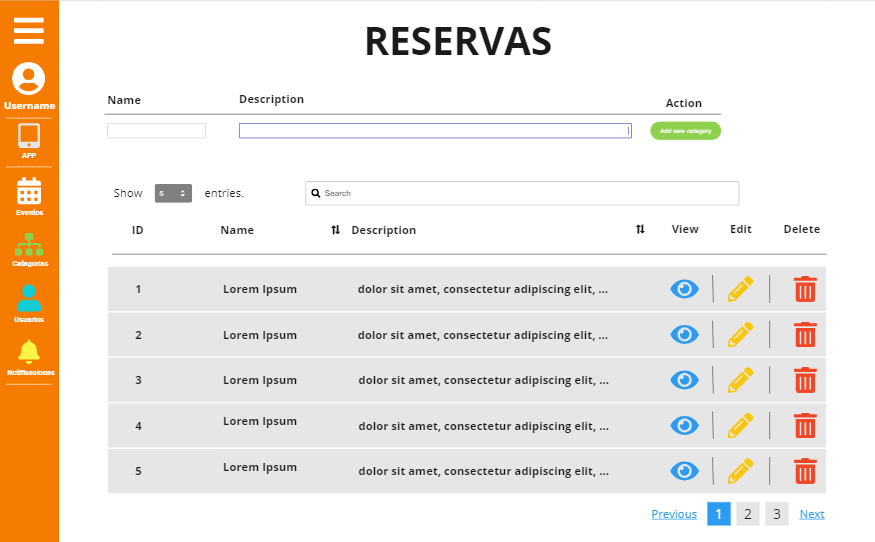 RESERVAS
Username
APP
Eventos
Categorias
Usuarios
Notificaciones
Name Description Action
Add new category
Show 5 entries. Search
ID Name Description View Edit Delete
1 Lorem Ipsum dolor sit amet, consectetur adipiscing elit, ...
2 Lorem Ipsum dolor sit amet, consectetur adipiscing elit, ...
3 Lorem Ipsum dolor sit amet, consectetur adipiscing elit, ...
4 Lorem Ipsum dolor sit amet, consectetur adipiscing elit, ...
5 Lorem Ipsum dolor sit amet, consectetur adipiscing elit, ...
Previous 1 2 3 Next